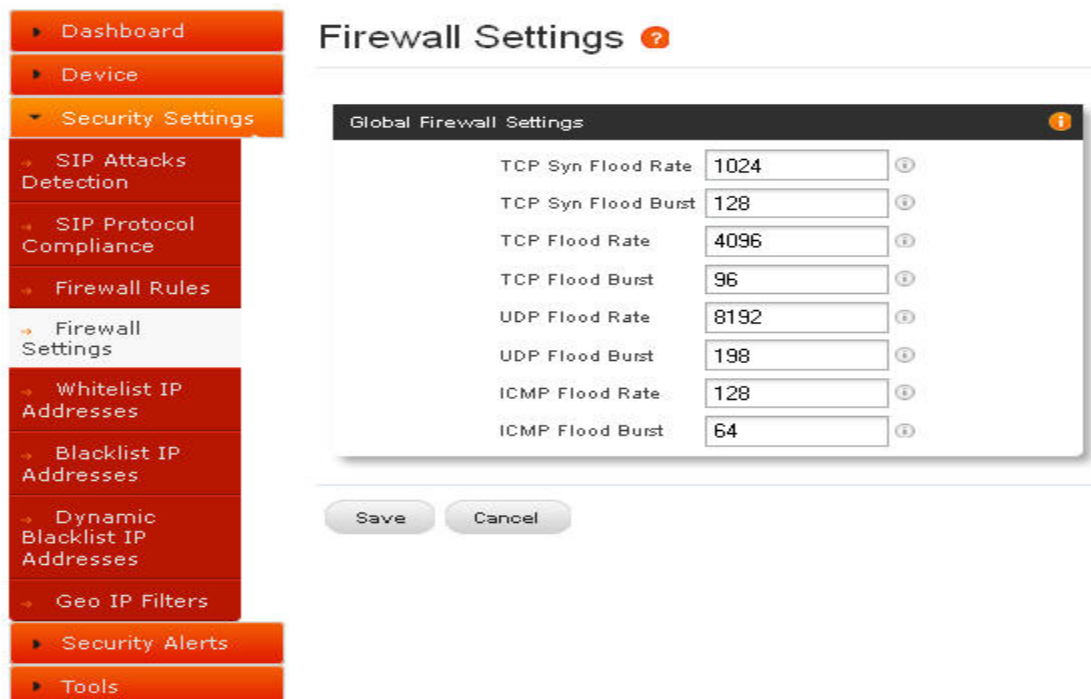 Dashboard
Device
Security Settings
SIP Attacks
Detection
SIP Protocol
Compliance
Firewall Rules
Firewall
Settings
Whitelist IP
Addresses
Blacklist IP
Addresses
Dynamic
Blacklist IP
Addresses
Geo IP Filters
Security Alerts
Tools
Firewall Settings ?
Global Firewall Settings
TCP Syn Flood Rate 1024
TCP Syn Flood Burst 128
TCP Flood Rate 4096
TCP Flood Burst 96
UDP Flood Rate 8192
UDP Flood Burst 198
ICMP Flood Rate 128
ICMP Flood Burst 64
Save Cancel